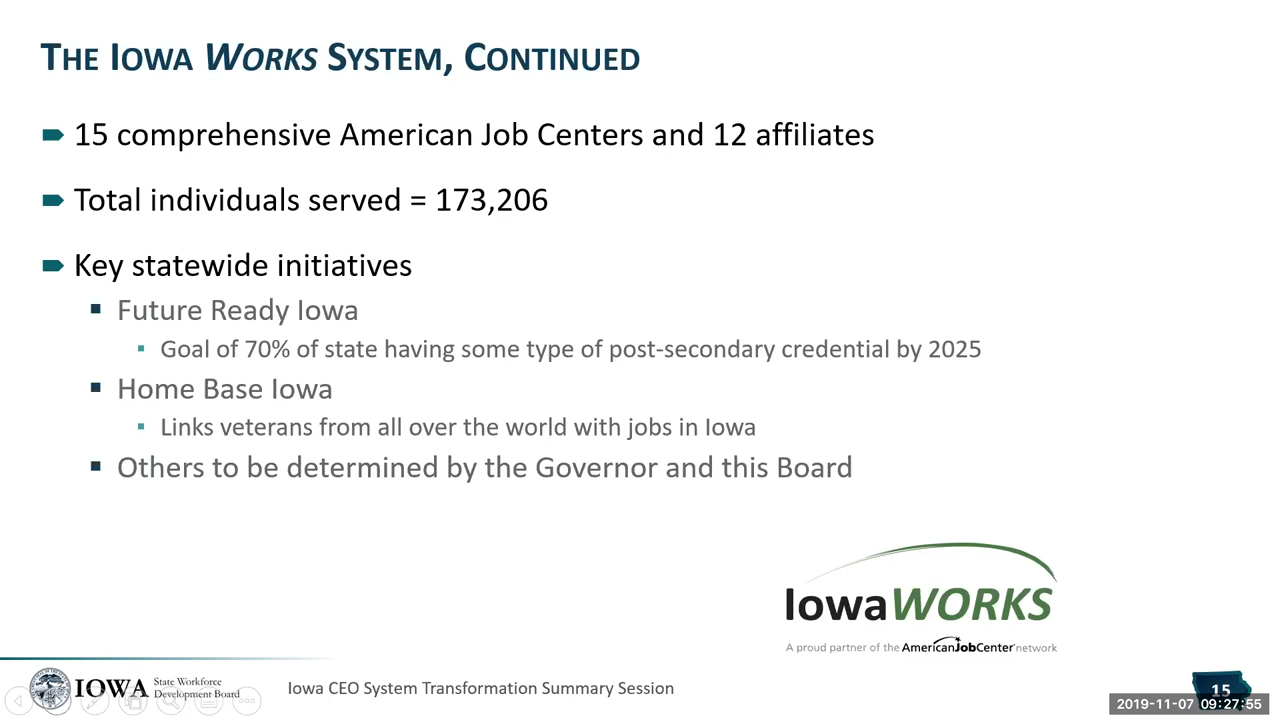 THE IOWA WORKS SYSTEM, CONTINUED
15 comprehensive American Job Centers and 12 affiliates
Total individuals served = 173,206
Key statewide initiatives
Future Ready Iowa
Goal of 70% of state having some type of post-secondary credential by 2025
Home Base Iowa
Links veterans from all over the world with jobs in Iowa
Others to be determined by the Governor and this Board
IowaWORKS
A proud partner of the AmericanJobCenter network
IOWA State Workforce
Development Board
Iowa CEO System Transformation Summary Session
15
2019-11-07 09:27:55